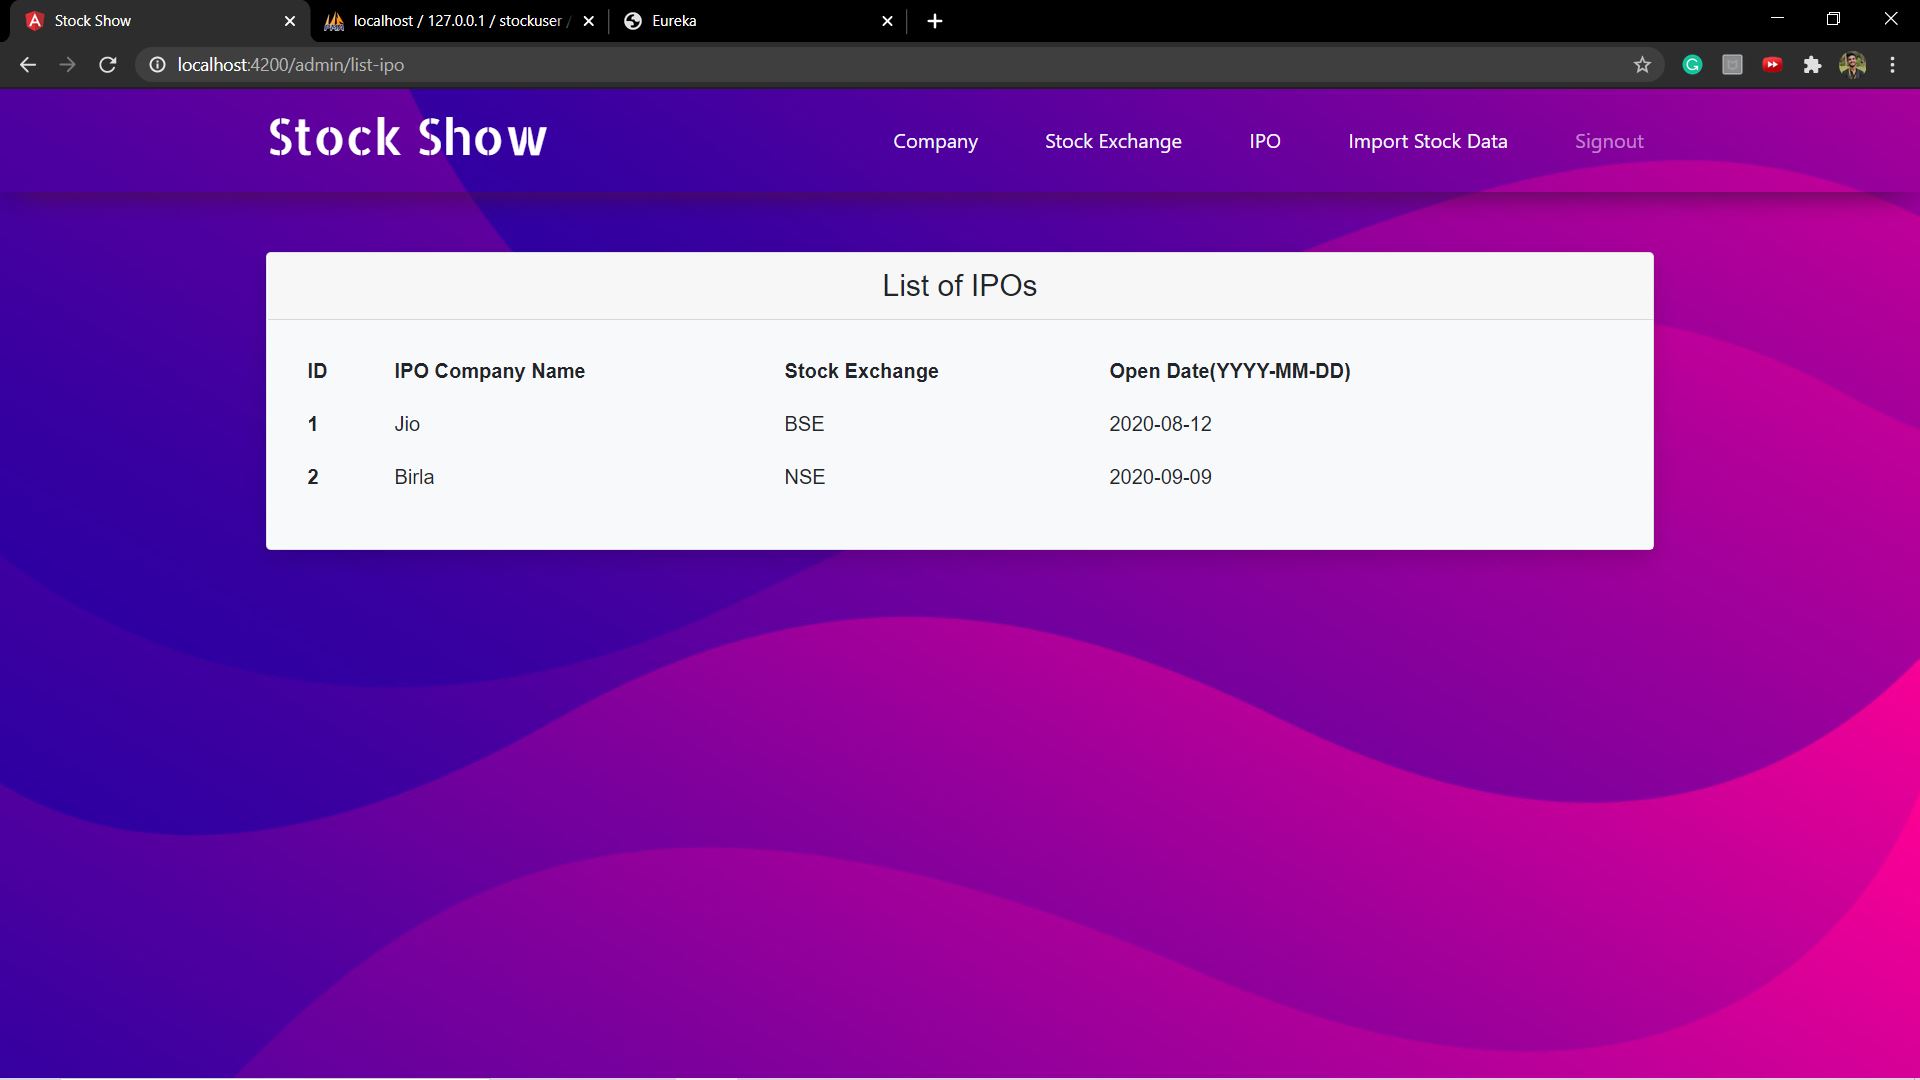 Stock Show
localhost / 127.0.0.1 / stockuser /
Eureka
localhost:4200/admin/list-ipo
Stock Show
Company
Stock Exchange
IPO
Import Stock Data
Signout
List of IPOs
ID IPO Company Name Stock Exchange Open Date(YYYY-MM-DD)
1 Jio BSE 2020-08-12
2 Birla NSE 2020-09-09